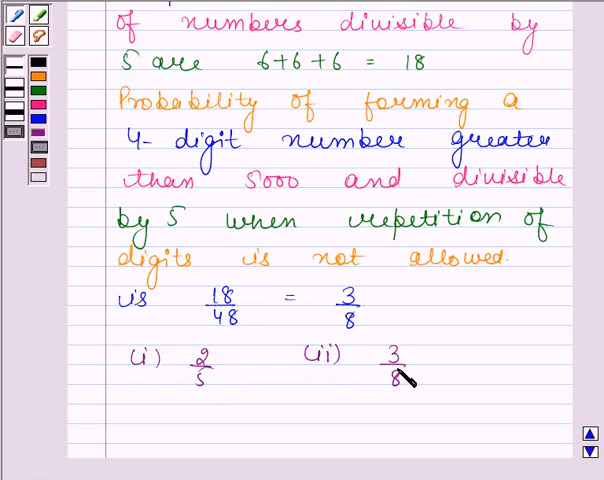 of numbers divisible by
5 are 6+6+6 = 18
Probability of forming a
4-digit number greater
than 5000 and divisible
by 5 when repetition of
digits is not allowed.
is 18/48 = 3/8
(i) 2/5 (ii) 3/8